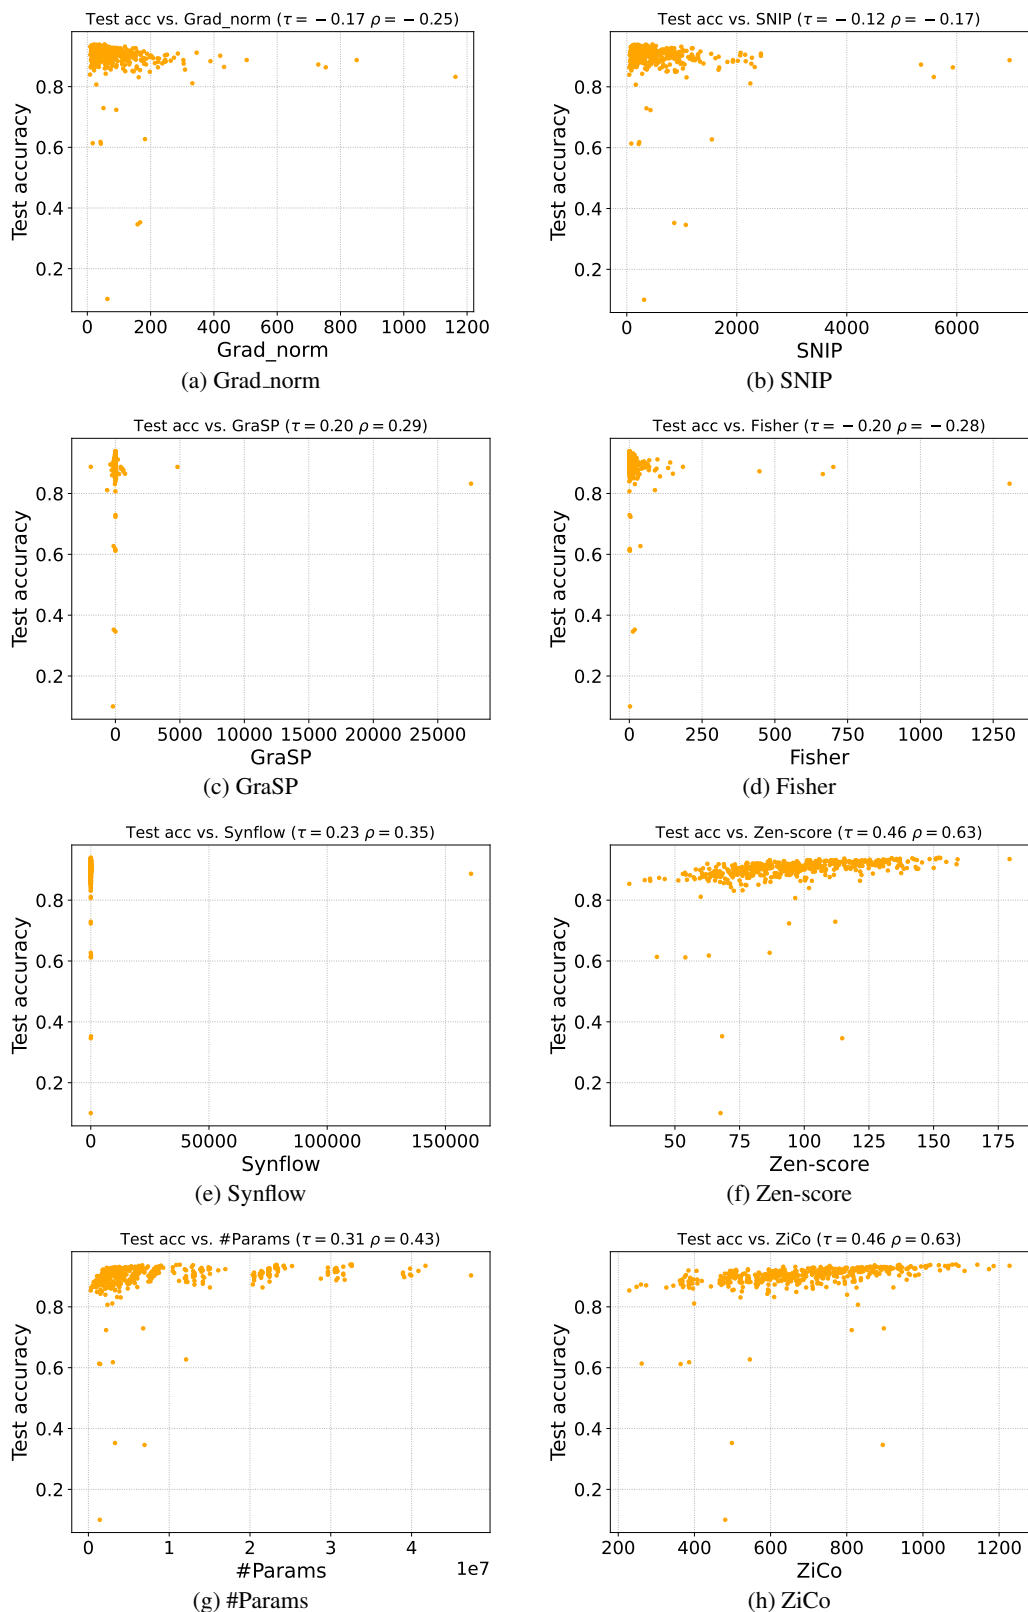 Test acc vs. Grad_norm (τ = −0.17 ρ = −0.25)
Test accuracy
0.8
0.6
0.4
0.2
0 200 400 600 800 1000 1200
Grad_norm
(a) Grad_norm
Test acc vs. SNIP (τ = −0.12 ρ = −0.17)
Test accuracy
0.8
0.6
0.4
0.2
0 2000 4000 6000
SNIP
(b) SNIP
Test acc vs. GraSP (τ = 0.20 ρ = 0.29)
Test accuracy
0.8
0.6
0.4
0.2
0 5000 10000 15000 20000 25000
GraSP
(c) GraSP
Test acc vs. Fisher (τ = −0.20 ρ = −0.28)
Test accuracy
0.8
0.6
0.4
0.2
0 250 500 750 1000 1250
Fisher
(d) Fisher
Test acc vs. Synflow (τ = 0.23 ρ = 0.35)
Test accuracy
0.8
0.6
0.4
0.2
0 50000 100000 150000
Synflow
(e) Synflow
Test acc vs. Zen-score (τ = 0.46 ρ = 0.63)
Test accuracy
0.8
0.6
0.4
0.2
50 75 100 125 150 175
Zen-score
(f) Zen-score
Test acc vs. #Params (τ = 0.31 ρ = 0.43)
Test accuracy
0.8
0.6
0.4
0.2
0 1 2 3 4
#Params 1e7
(g) #Params
Test acc vs. ZiCo (τ = 0.46 ρ = 0.63)
Test accuracy
0.8
0.6
0.4
0.2
200 400 600 800 1000 1200
ZiCo
(h) ZiCo